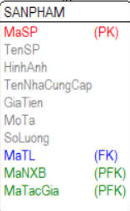 SANPHAM
MaSP (PK)
TenSP
HinhAnh
TenNhaCungCap
GiaTien
MoTa
SoLuong
MaTL (FK)
MaNXB (PFK)
MaTacGia (PFK)